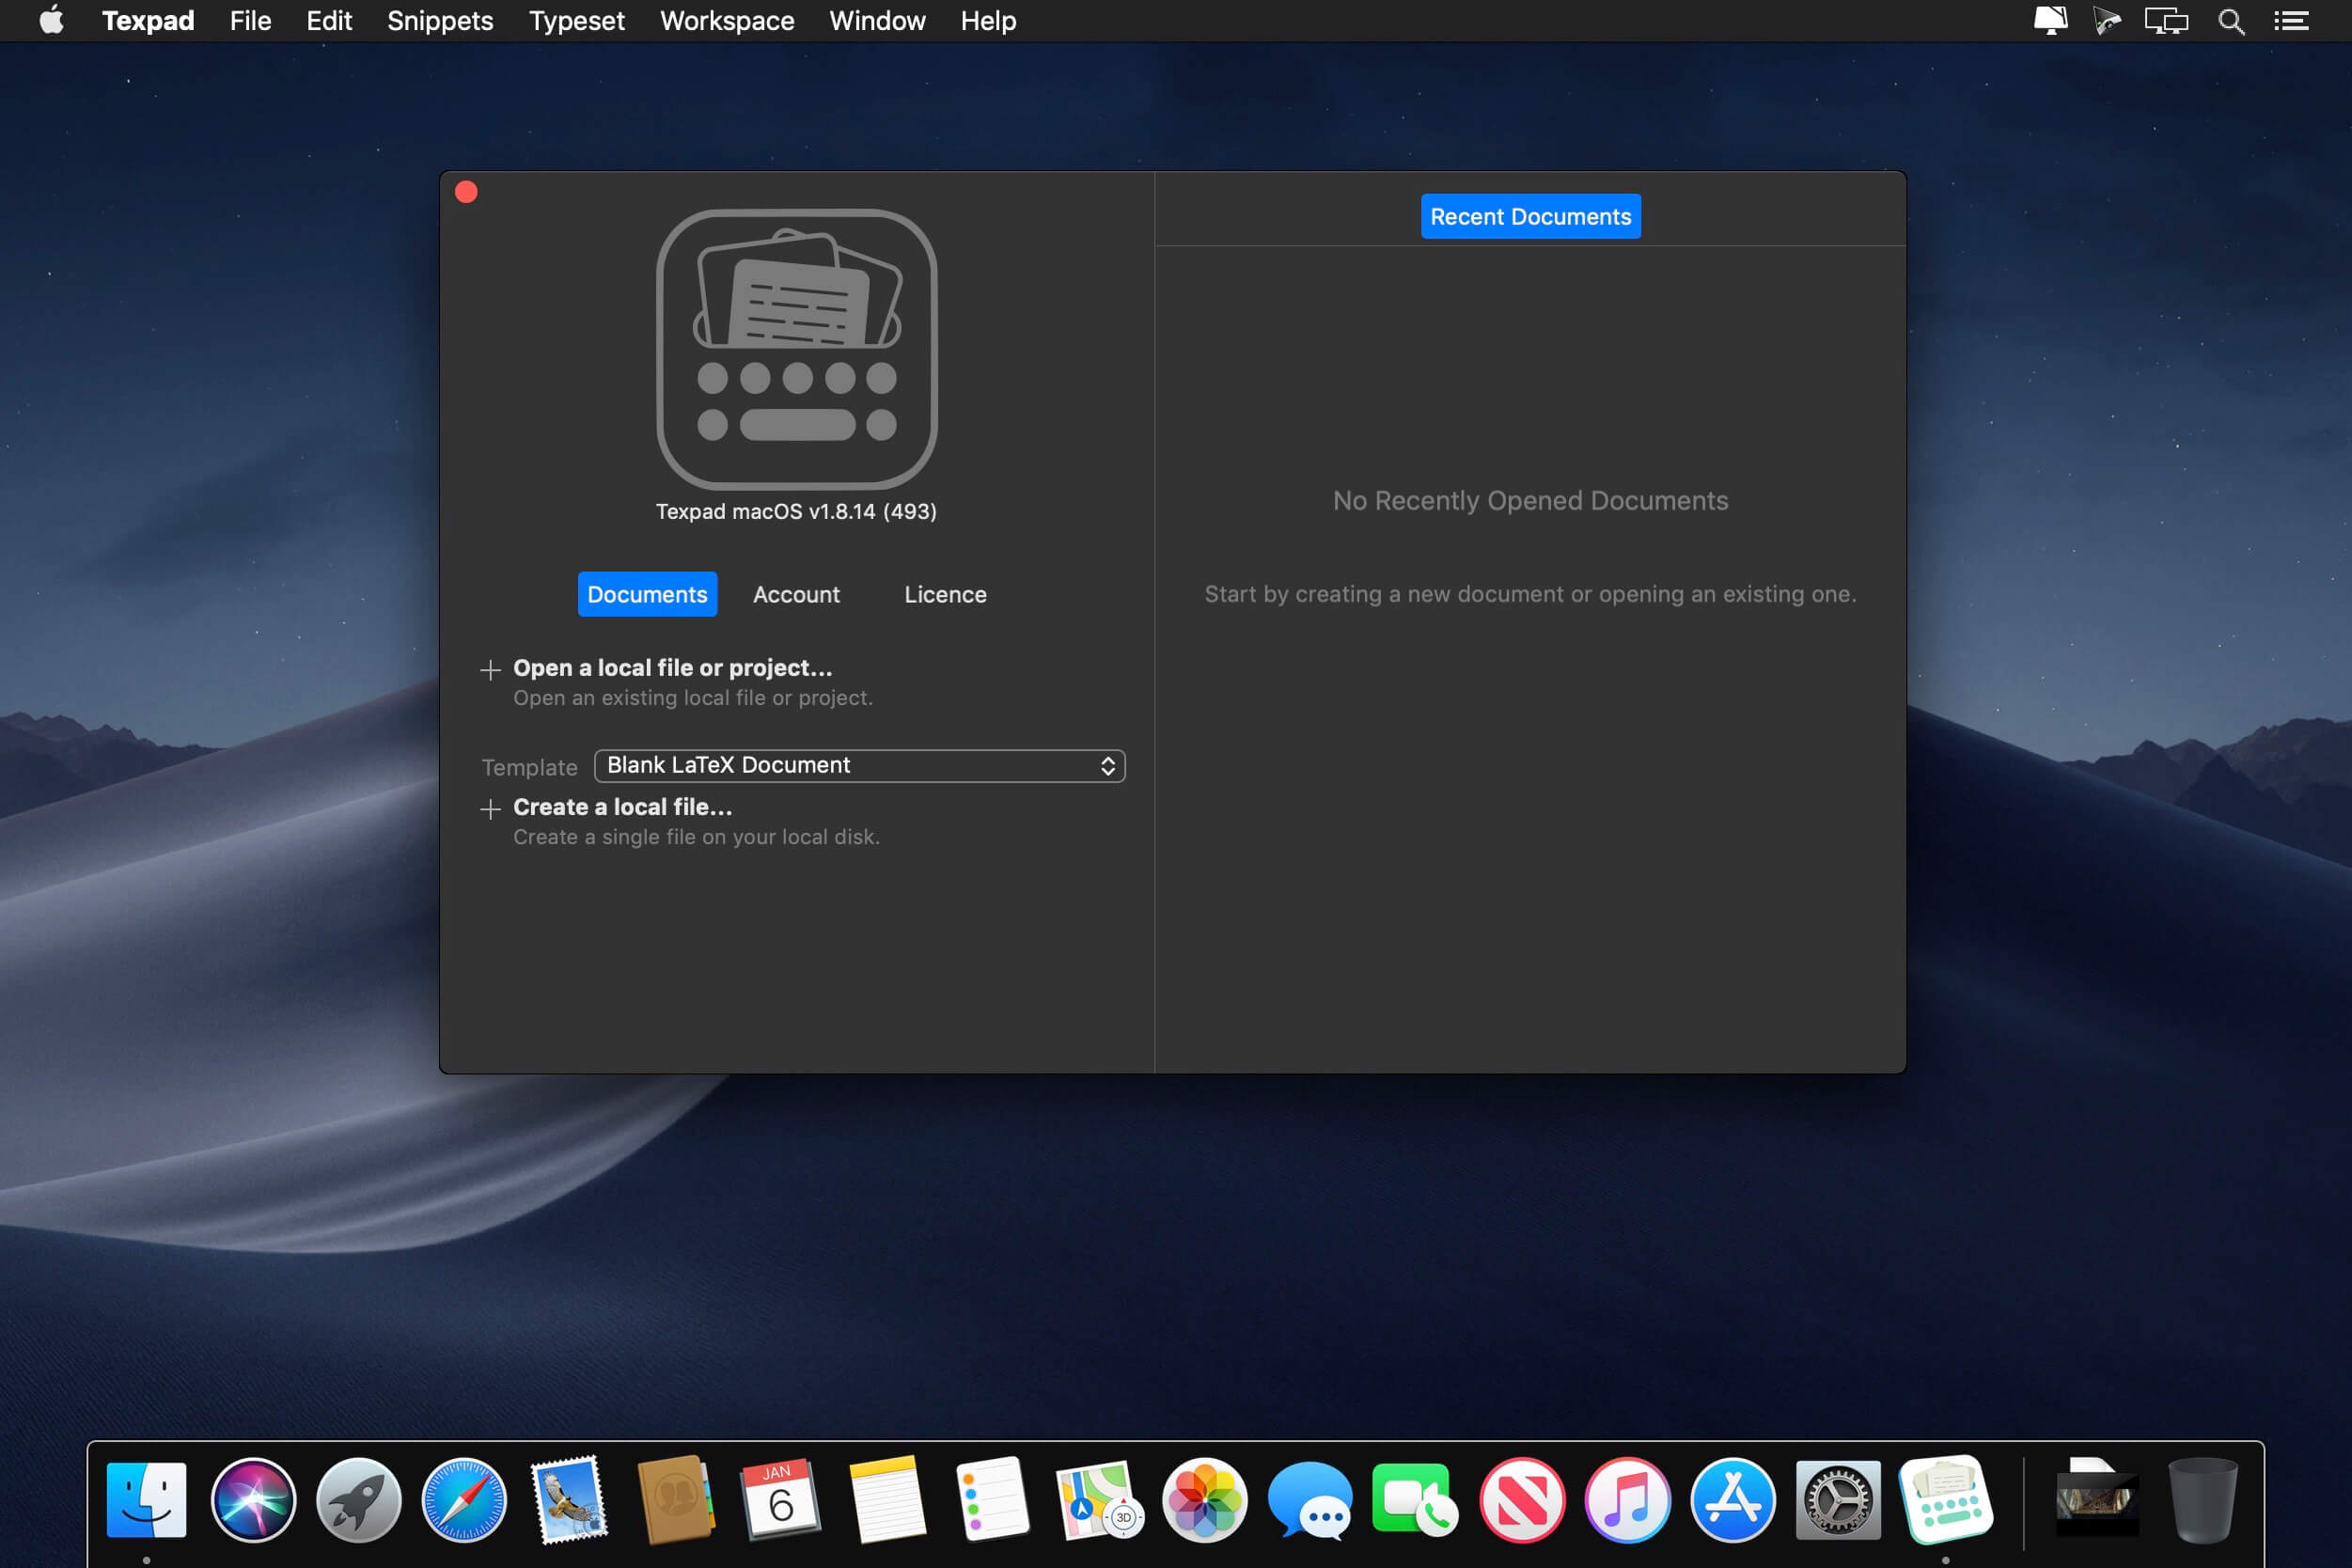 Texpad File Edit Snippets Typeset Workspace Window Help
Recent Documents
Texpad macOS v1.8.14 (493)
No Recently Opened Documents
Documents Account Licence
Start by creating a new document or opening an existing one.
Open a local file or project...
Open an existing local file or project.
Template Blank LaTeX Document
Create a local file...
Create a single file on your local disk.
JAN
6
3D